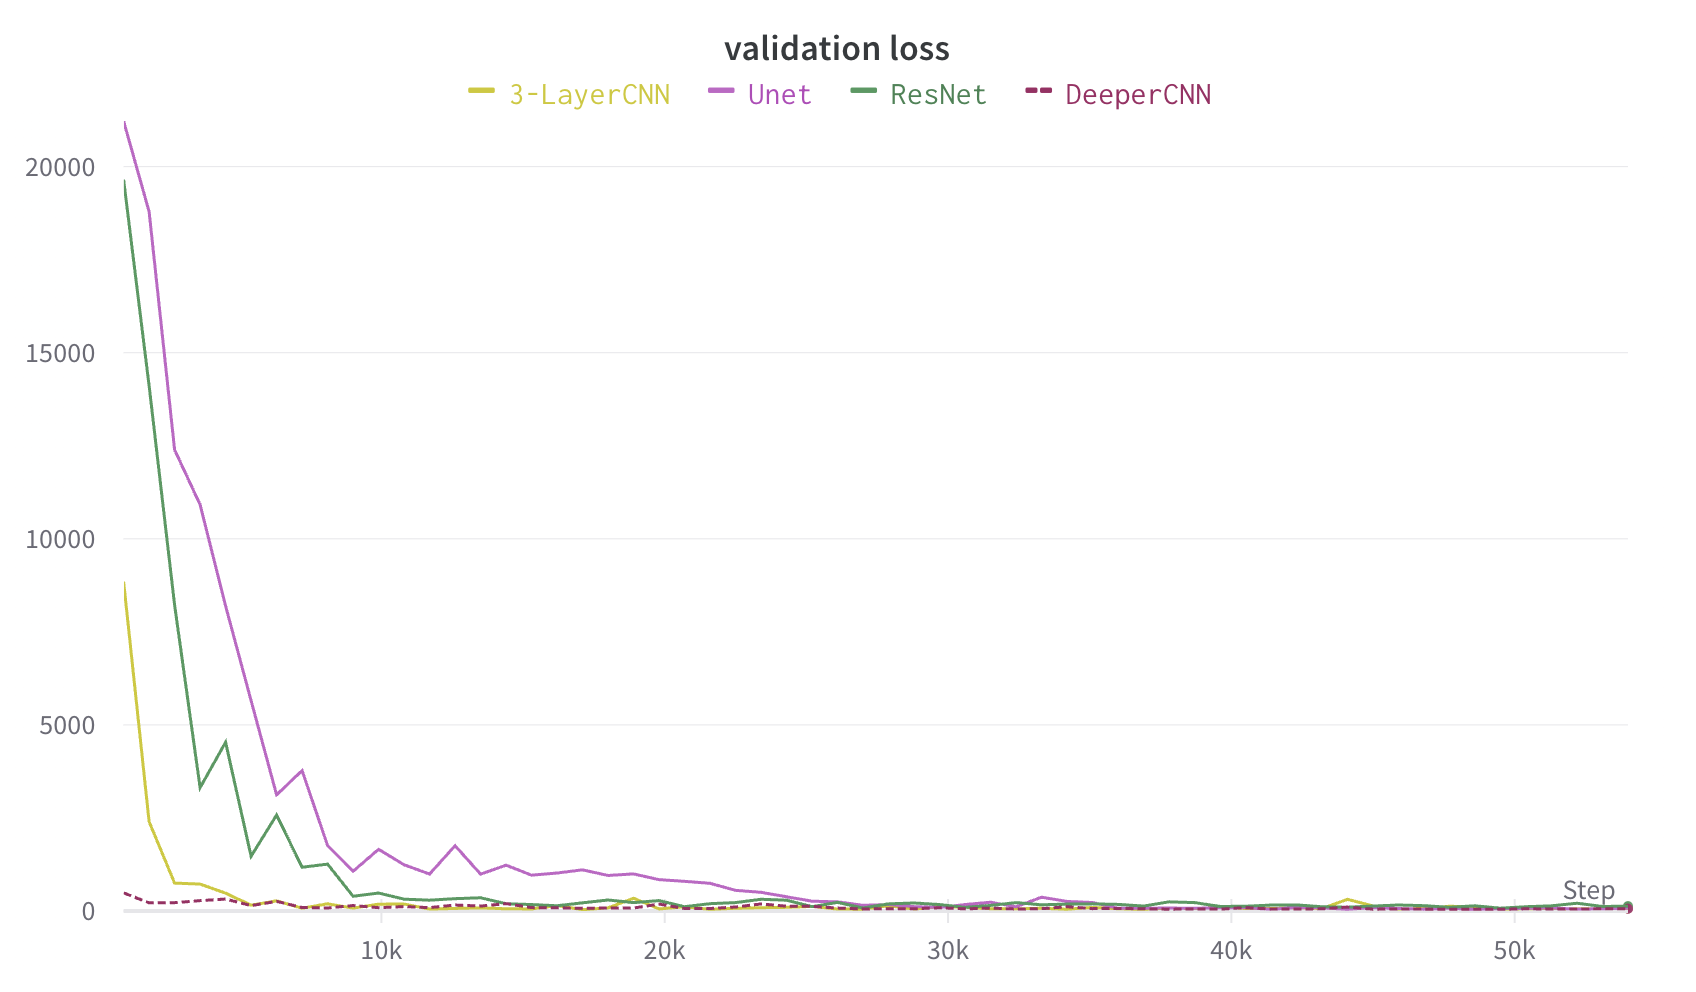 validation loss
3-LayerCNN Unet ResNet DeeperCNN
20000
15000
10000
5000
0
Step
10k 20k 30k 40k 50k